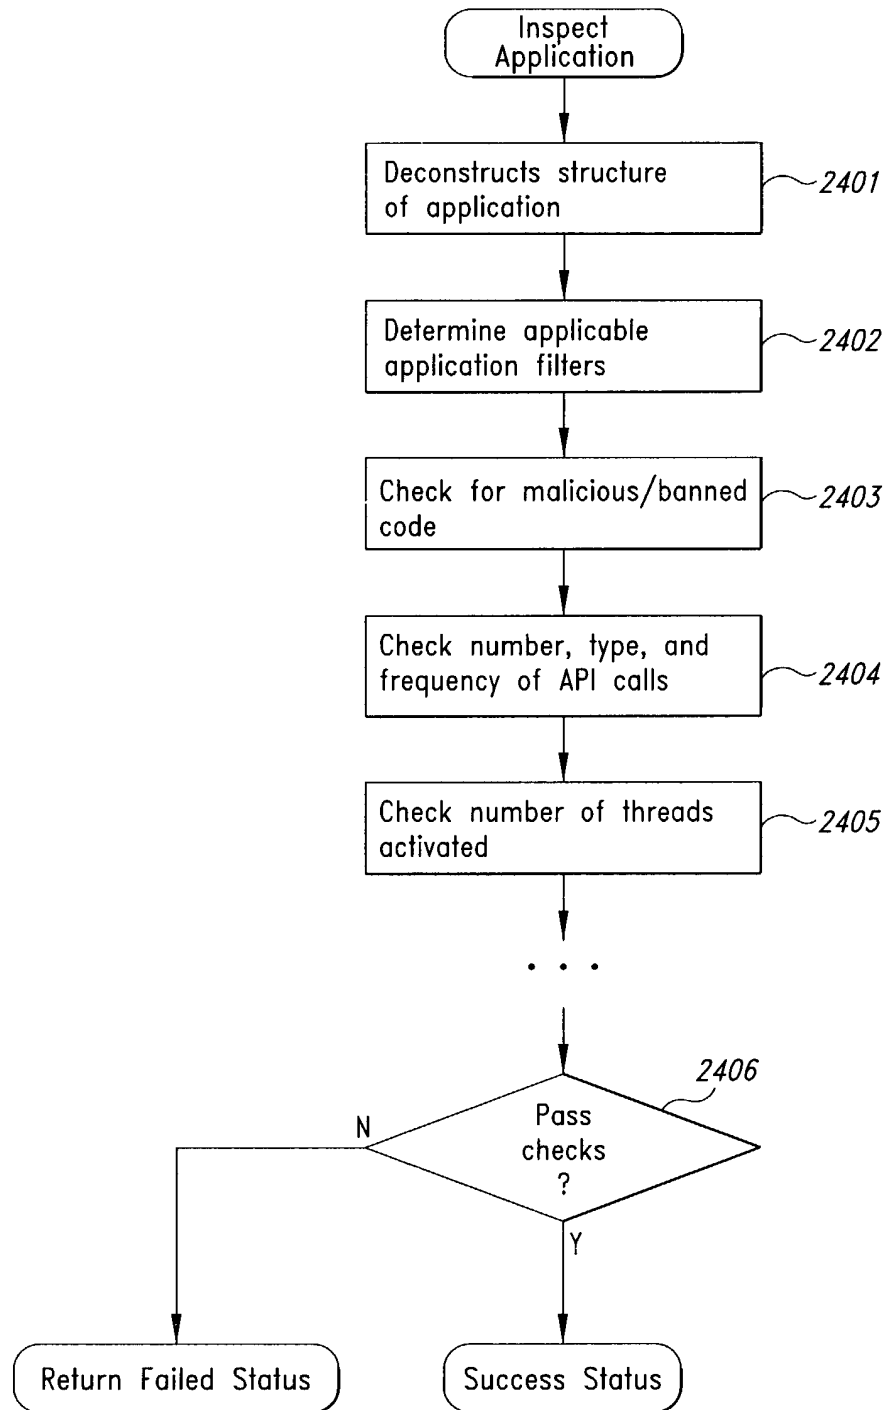 Inspect
Application
Deconstructs structure
of application
2401
Determine applicable
application filters
2402
Check for malicious/banned
code
2403
Check number, type, and
frequency of API calls
2404
Check number of threads
activated
2405
. . .
2406
Pass
checks
?
N
Y
Return Failed Status
Success Status